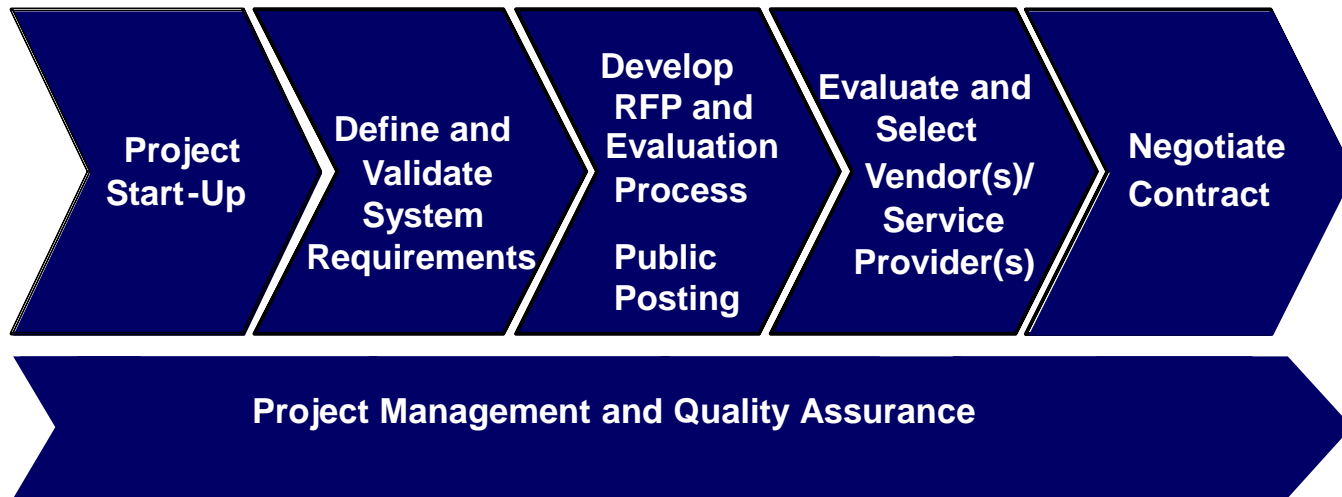 Project
Start-Up
Define and
Validate
System
Requirements
Develop
RFP and
Evaluation
Process
Public
Posting
Evaluate and
Select
Vendor(s)/
Service
Provider(s)
Negotiate
Contract
Project Management and Quality Assurance